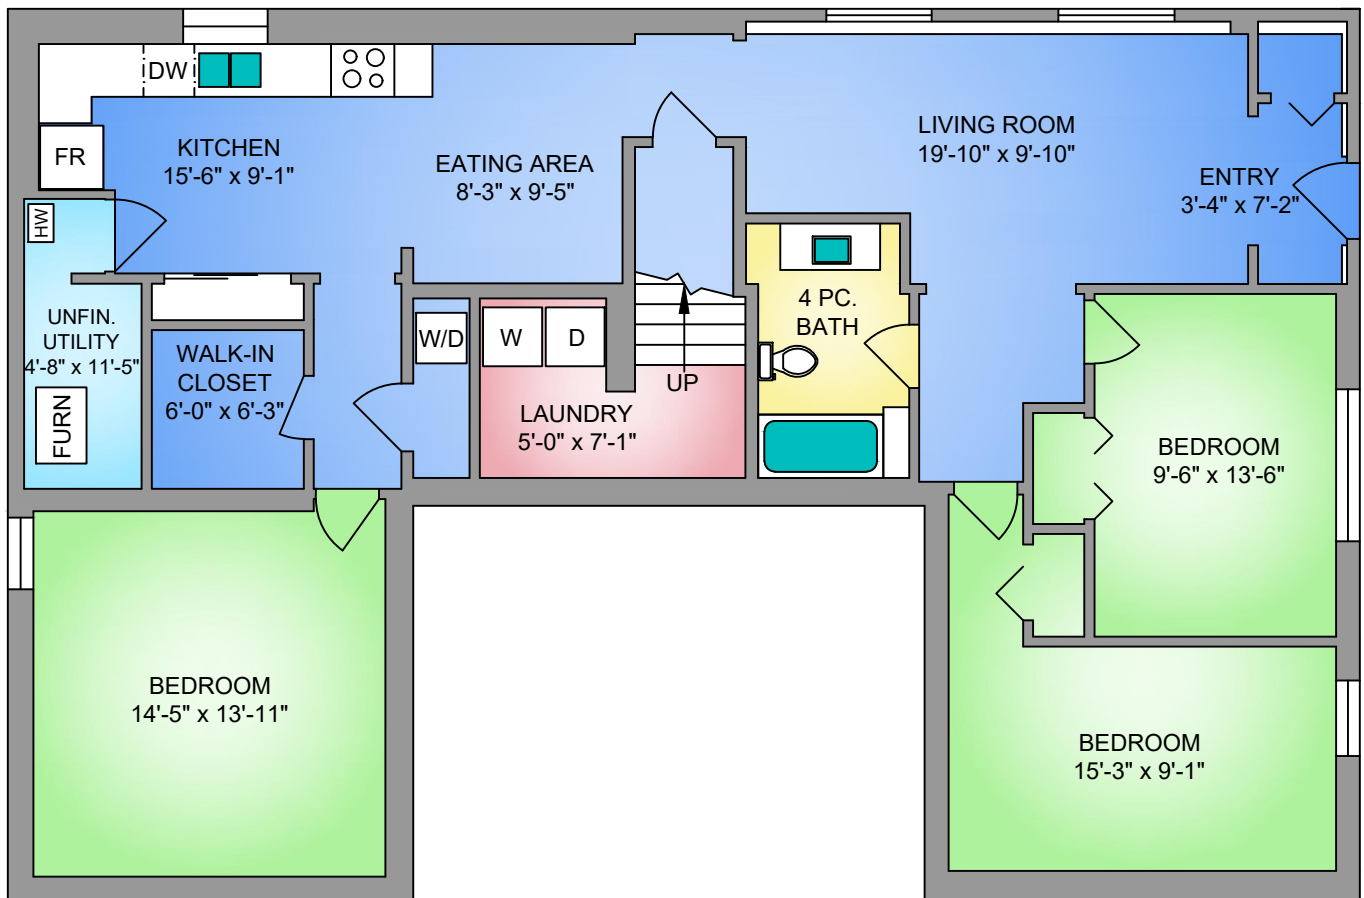 DW
FR
KITCHEN
15'-6" x 9'-1"
EATING AREA
8'-3" x 9'-5"
LIVING ROOM
19'-10" x 9'-10"
ENTRY
3'-4" x 7'-2"
HW
UNFIN.
UTILITY
4'-8" x 11'-5"
FURN
WALK-IN
CLOSET
6'-0" x 6'-3"
W/D
W
D
UP
LAUNDRY
5'-0" x 7'-1"
4 PC.
BATH
BEDROOM
9'-6" x 13'-6"
BEDROOM
14'-5" x 13'-11"
BEDROOM
15'-3" x 9'-1"